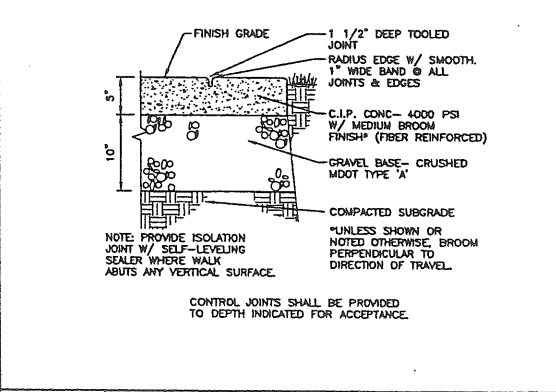 FINISH GRADE
1 1/2" DEEP TOOLED
JOINT
RADIUS EDGE W/ SMOOTH.
1" WIDE BAND @ ALL
JOINTS & EDGES
5"
C.I.P. CONC- 4000 PSI
W/ MEDIUM BROOM
FINISH* (FIBER REINFORCED)
10"
GRAVEL BASE- CRUSHED
MDOT TYPE 'A'
COMPACTED SUBGRADE
NOTE: PROVIDE ISOLATION
JOINT W/ SELF-LEVELING
SEALER WHERE WALK
ABUTS ANY VERTICAL SURFACE.
*UNLESS SHOWN OR
NOTED OTHERWISE, BROOM
PERPENDICULAR TO
DIRECTION OF TRAVEL.
CONTROL JOINTS SHALL BE PROVIDED
TO DEPTH INDICATED FOR ACCEPTANCE.